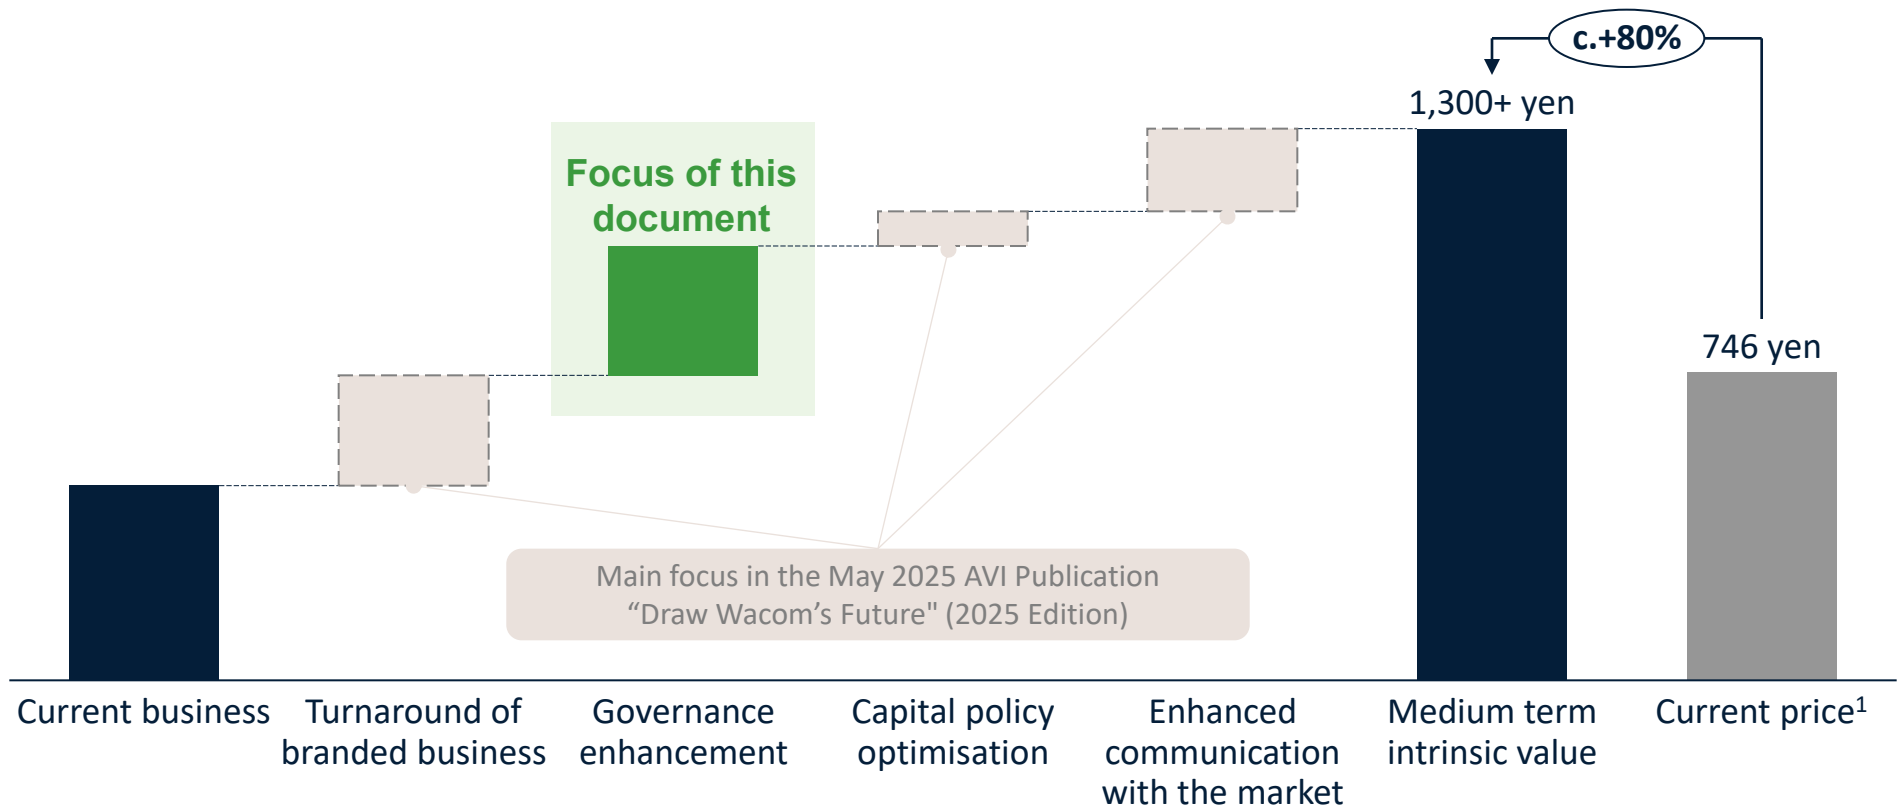 c.+80%
1,300+ yen
Focus of this
document
746 yen
Main focus in the May 2025 AVI Publication
“Draw Wacom’s Future" (2025 Edition)
Current business
Turnaround of
branded business
Governance
enhancement
Capital policy
optimisation
Enhanced
communication
with the market
Medium term
intrinsic value
Current price¹